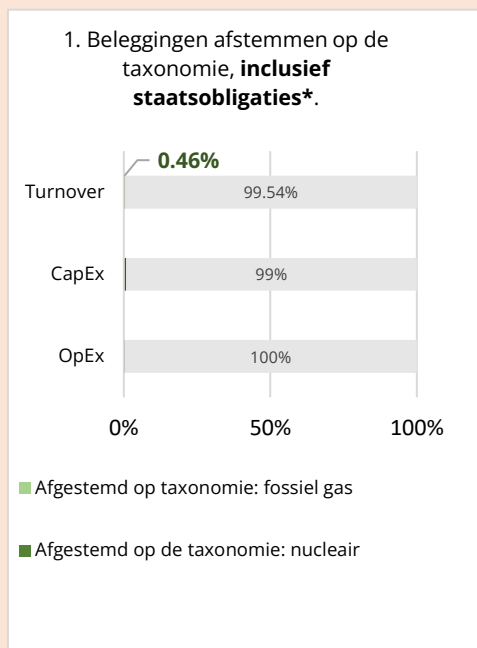 1. Beleggingen afstemmen op de
taxonomie, inclusief
staatsobligaties*.
0.46%
Turnover
99.54%
CapEx
99%
OpEx
100%
0%
50%
100%
Afgestemd op taxonomie: fossiel gas
Afgestemd op de taxonomie: nucleair